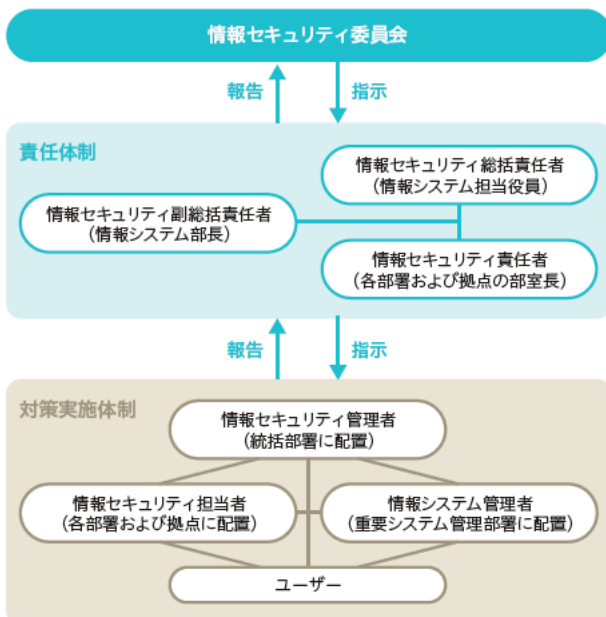 情報セキュリティ委員会
報告
指示
責任体制
情報セキュリティ総括責任者
(情報システム担当役員)
情報セキュリティ副総括責任者
(情報システム部長)
情報セキュリティ責任者
(各部署および拠点の部室長)
報告
指示
対策実施体制
情報セキュリティ管理者
(統括部署に配置)
情報セキュリティ担当者
(各部署および拠点に配置)
情報システム管理者
(重要システム管理部署に配置)
ユーザー